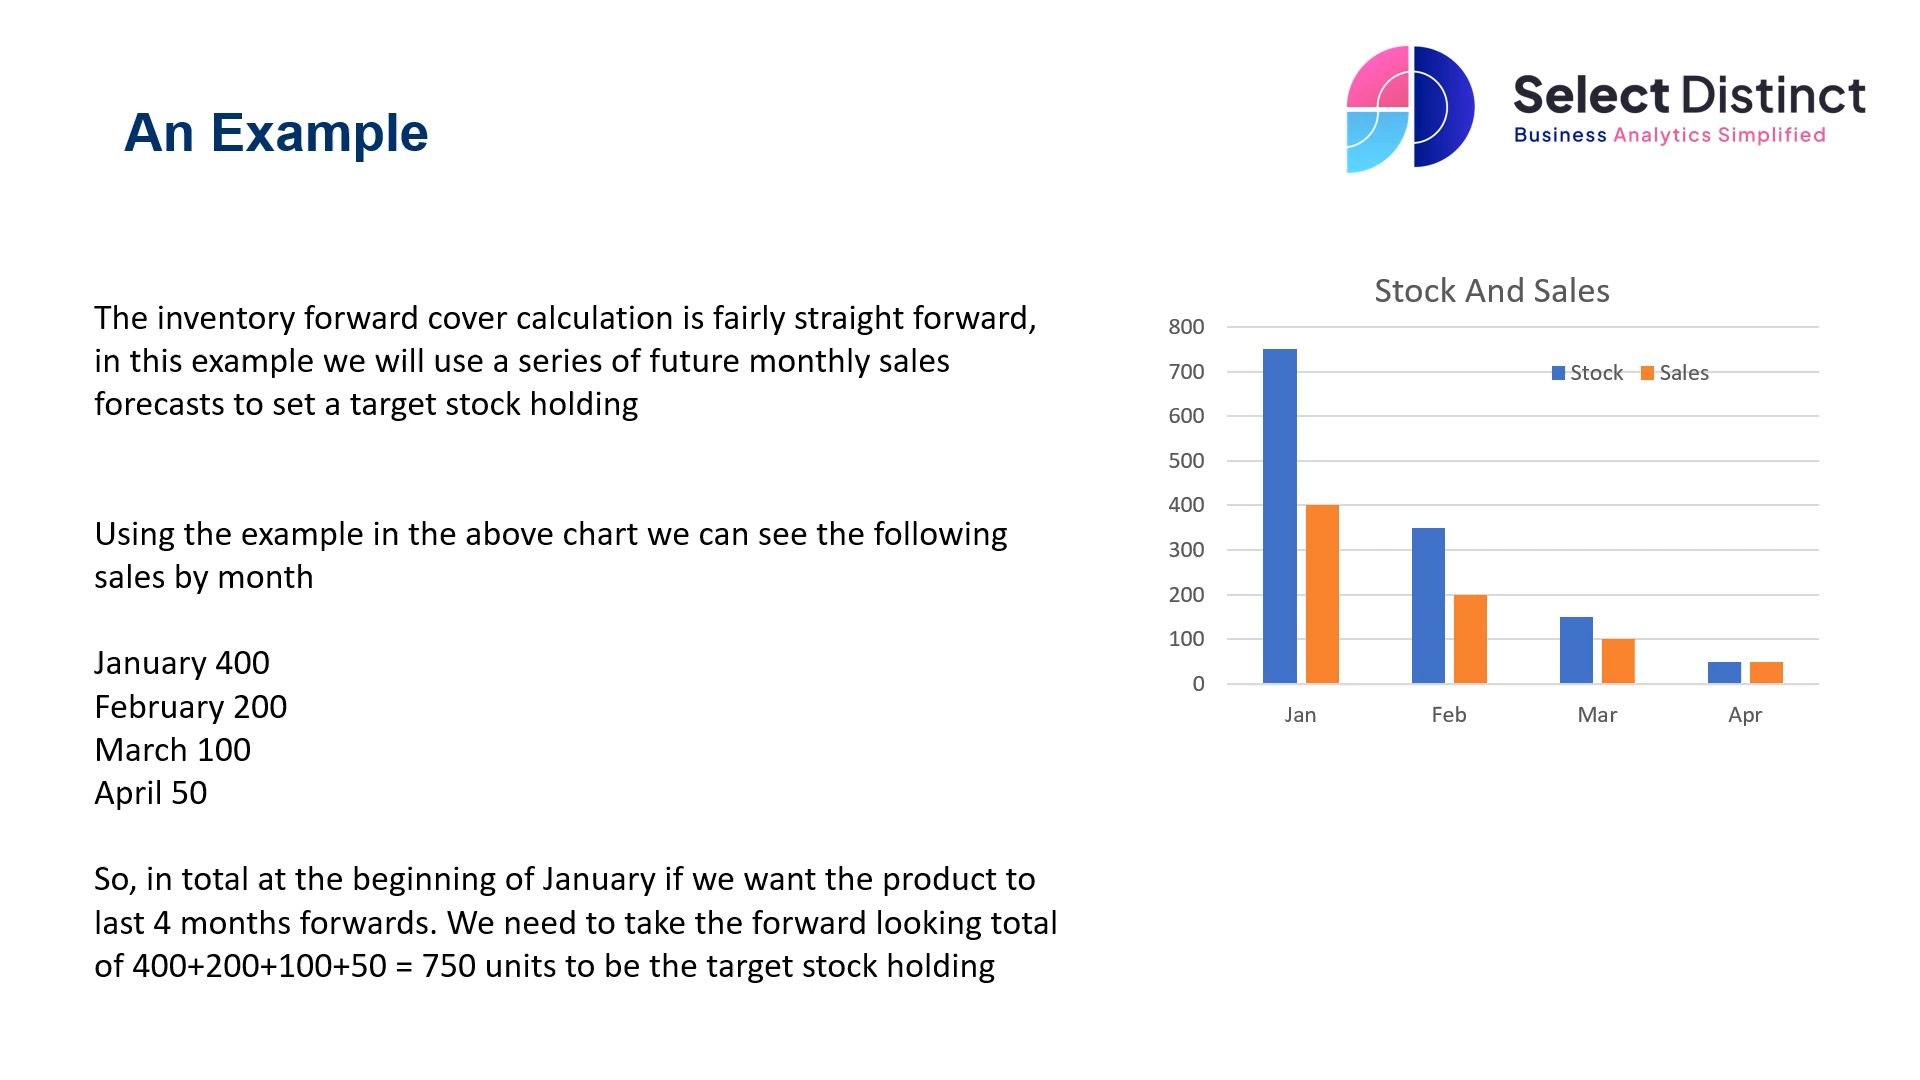 An Example
Select Distinct
Business Analytics Simplified
The inventory forward cover calculation is fairly straight forward,
in this example we will use a series of future monthly sales
forecasts to set a target stock holding
Using the example in the above chart we can see the following
sales by month
January 400
February 200
March 100
April 50
So, in total at the beginning of January if we want the product to
last 4 months forwards. We need to take the forward looking total
of 400+200+100+50 = 750 units to be the target stock holding
Stock And Sales
800
700
600
500
400
300
200
100
0
Stock Sales
Jan Feb Mar Apr